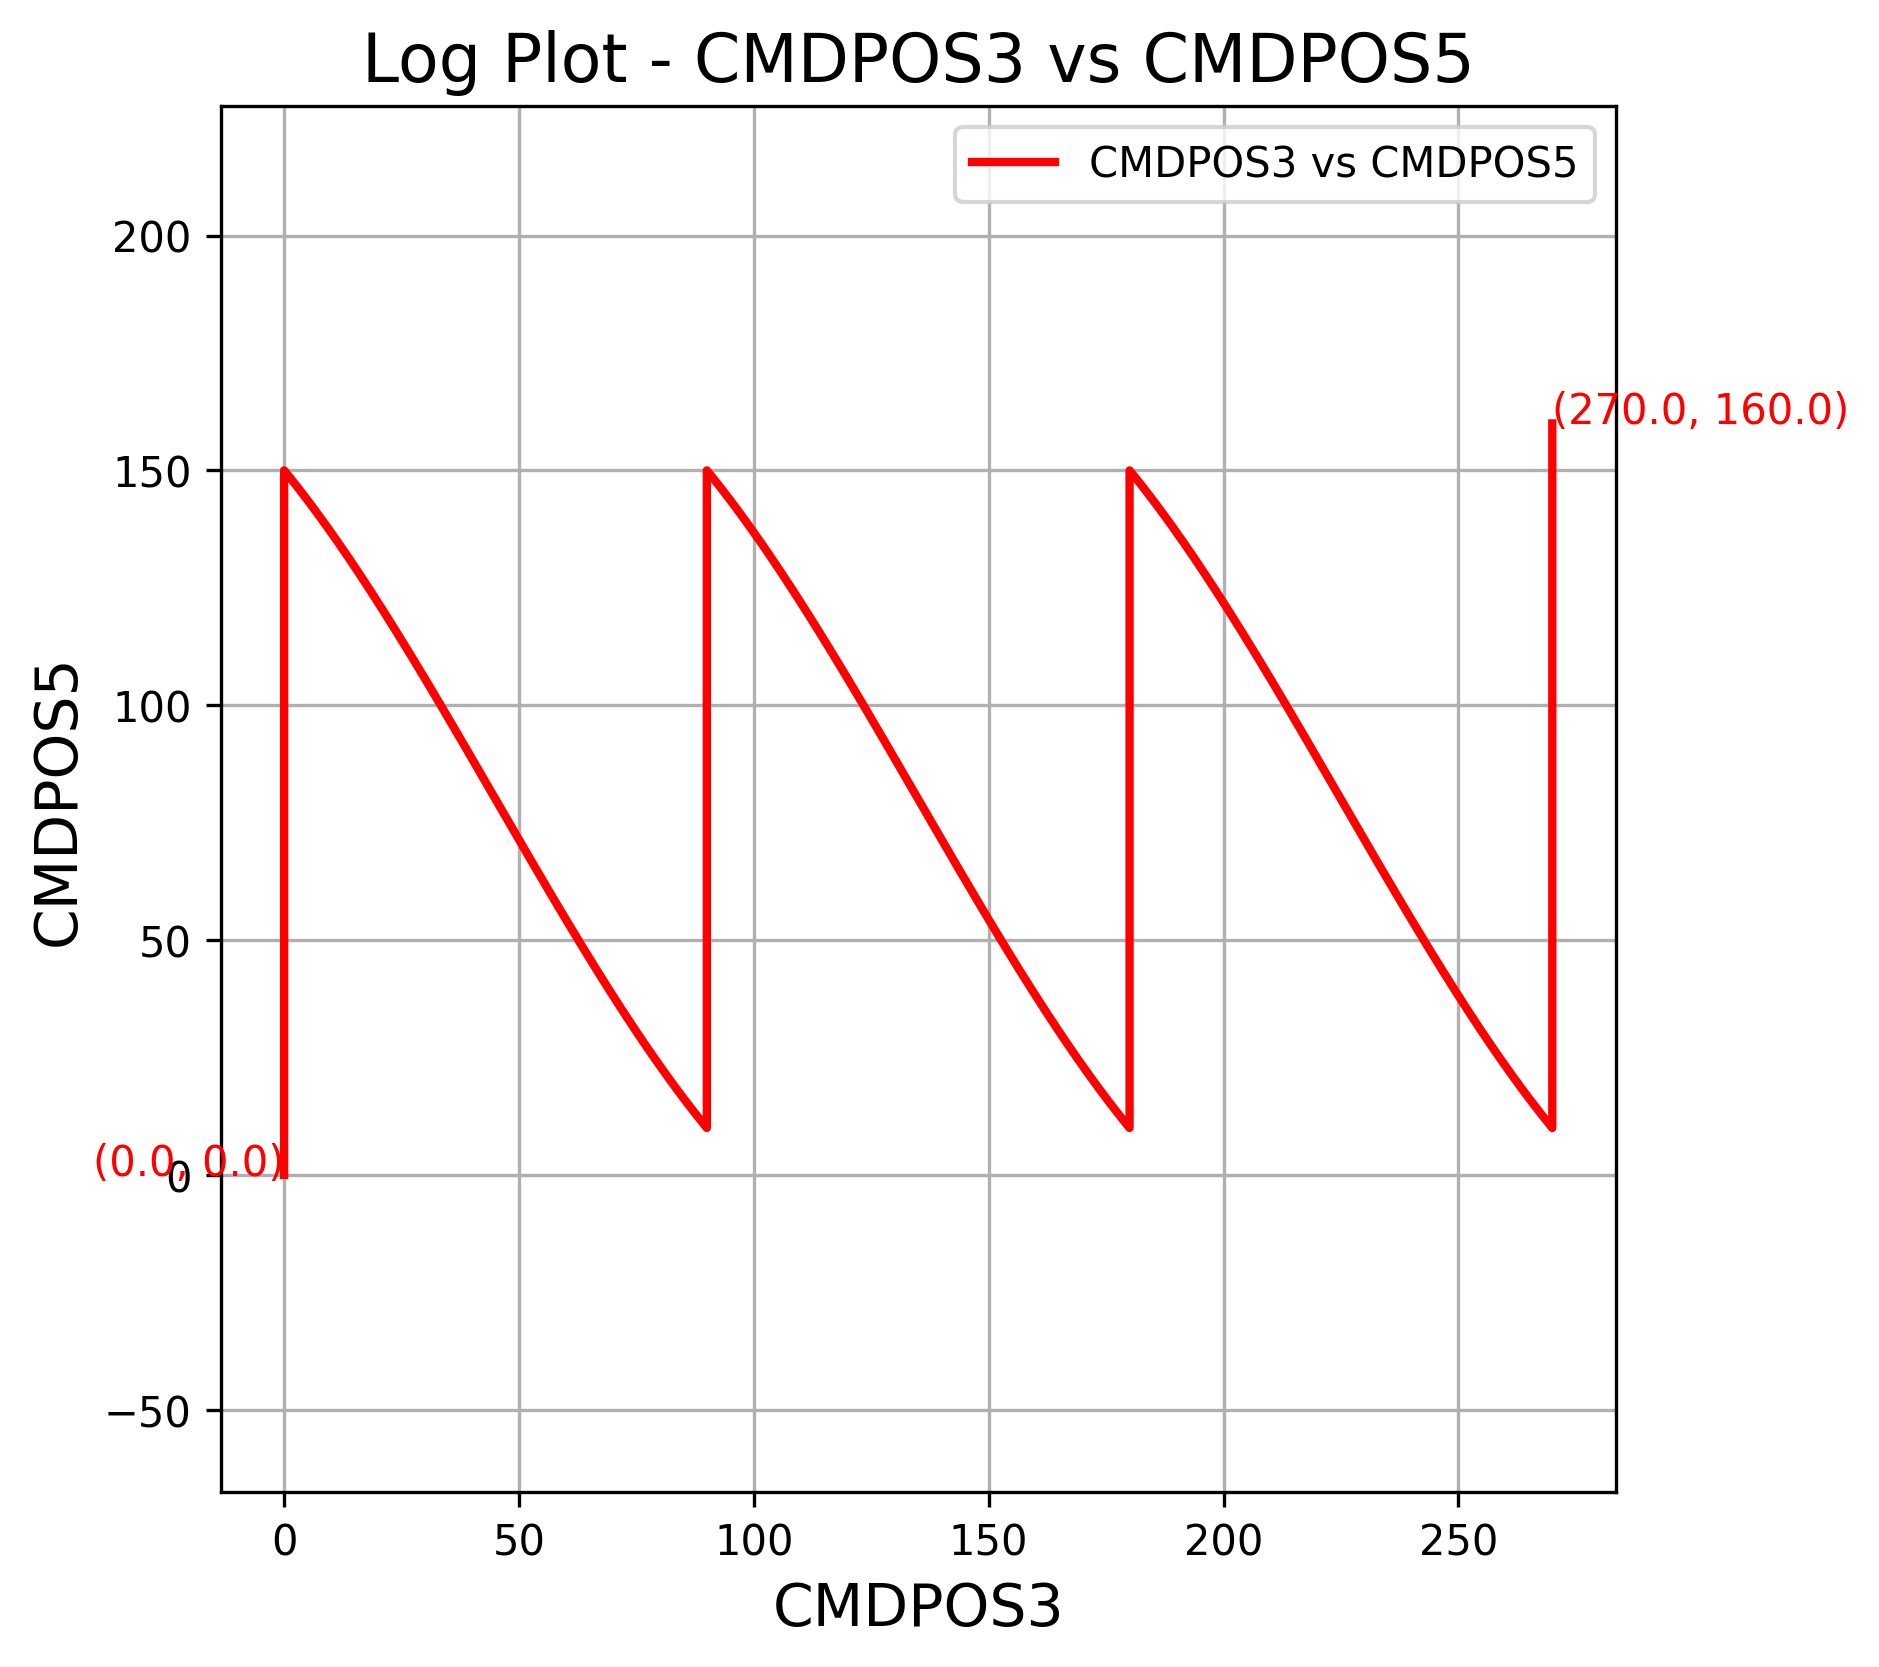 Log Plot - CMDPOS3 vs CMDPOS5
CMDPOS3 vs CMDPOS5
200
(270.0, 160.0)
150
100
50
(0.0, 0.0)
0
−50
CMDPOS5
0 50 100 150 200 250
CMDPOS3